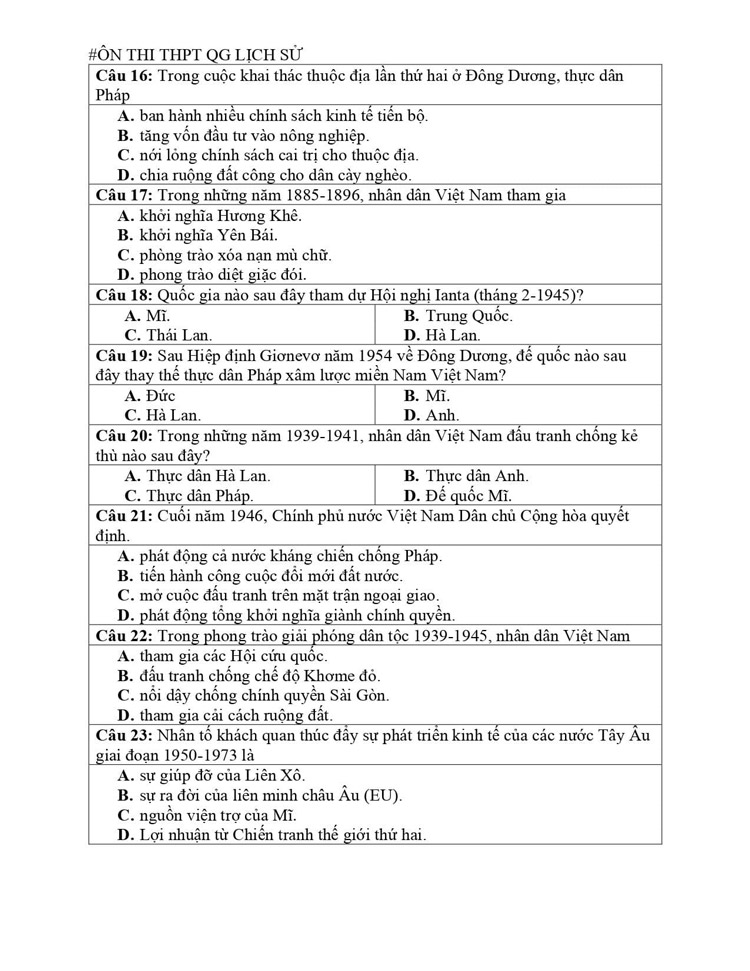 #ÔN THI THPT QG LỊCH SỬ
Câu 16: Trong cuộc khai thác thuộc địa lần thứ hai ở Đông Dương, thực dân
Pháp
A. ban hành nhiều chính sách kinh tế tiến bộ.
B. tăng vốn đầu tư vào nông nghiệp.
C. nới lỏng chính sách cai trị cho thuộc địa.
D. chia ruộng đất công cho dân cày nghèo.
Câu 17: Trong những năm 1885-1896, nhân dân Việt Nam tham gia
A. khởi nghĩa Hương Khê.
B. khởi nghĩa Yên Bái.
C. phòng trào xóa nạn mù chữ.
D. phong trào diệt giặc đói.
Câu 18: Quốc gia nào sau đây tham dự Hội nghị Ianta (tháng 2-1945)?
A. Mĩ. B. Trung Quốc.
C. Thái Lan. D. Hà Lan.
Câu 19: Sau Hiệp định Giơnevơ năm 1954 về Đông Dương, đế quốc nào sau
đây thay thế thực dân Pháp xâm lược miền Nam Việt Nam?
A. Đức B. Mĩ.
C. Hà Lan. D. Anh.
Câu 20: Trong những năm 1939-1941, nhân dân Việt Nam đấu tranh chống kẻ
thù nào sau đây?
A. Thực dân Hà Lan. B. Thực dân Anh.
C. Thực dân Pháp. D. Đế quốc Mĩ.
Câu 21: Cuối năm 1946, Chính phủ nước Việt Nam Dân chủ Cộng hòa quyết
định.
A. phát động cả nước kháng chiến chống Pháp.
B. tiến hành công cuộc đổi mới đất nước.
C. mở cuộc đấu tranh trên mặt trận ngoại giao.
D. phát động tổng khởi nghĩa giành chính quyền.
Câu 22: Trong phong trào giải phóng dân tộc 1939-1945, nhân dân Việt Nam
A. tham gia các Hội cứu quốc.
B. đấu tranh chống chế độ Khơme đỏ.
C. nổi dậy chống chính quyền Sài Gòn.
D. tham gia cải cách ruộng đất.
Câu 23: Nhân tố khách quan thúc đẩy sự phát triển kinh tế của các nước Tây Âu
giai đoạn 1950-1973 là
A. sự giúp đỡ của Liên Xô.
B. sự ra đời của liên minh châu Âu (EU).
C. nguồn viện trợ của Mĩ.
D. Lợi nhuận từ Chiến tranh thế giới thứ hai.